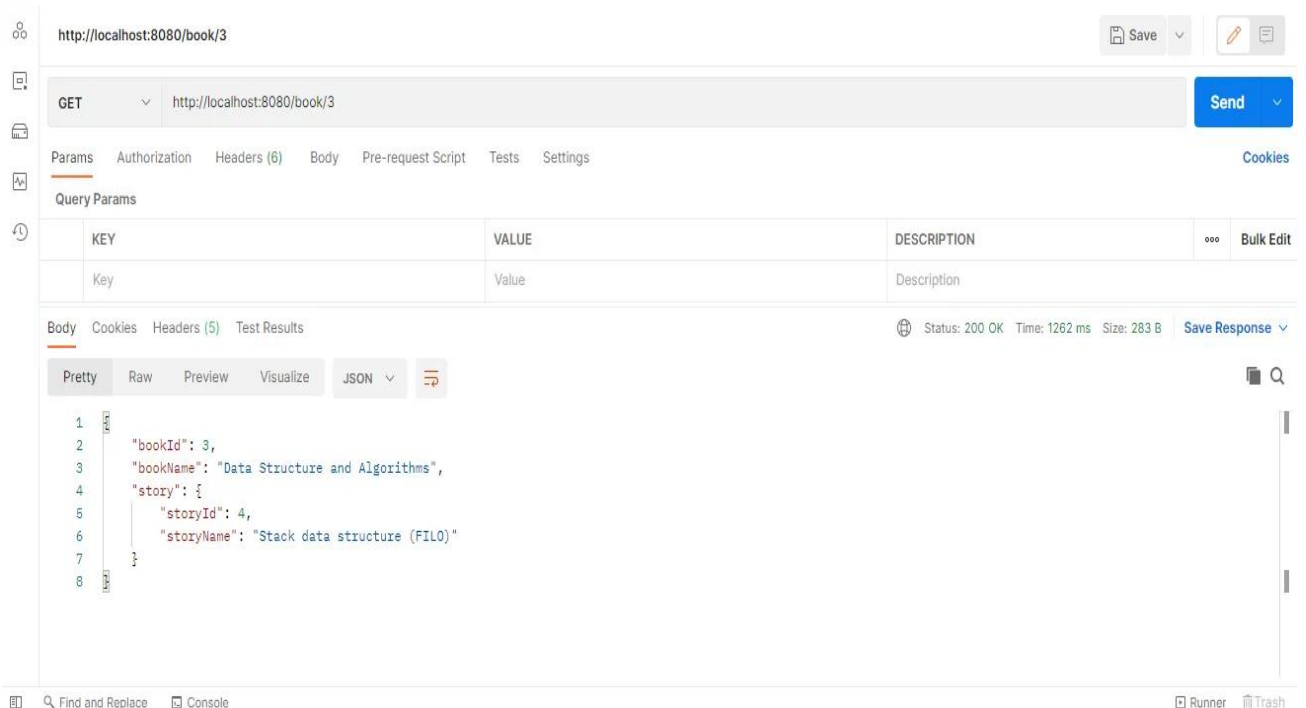 http://localhost:8080/book/3
Save
GET http://localhost:8080/book/3 Send
Params Authorization Headers (6) Body Pre-request Script Tests Settings Cookies
Query Params
KEY VALUE DESCRIPTION ooo Bulk Edit
Key Value Description
Body Cookies Headers (5) Test Results Status: 200 OK Time: 1262 ms Size: 283 B Save Response
Pretty Raw Preview Visualize JSON
1 {
2 "bookId": 3,
3 "bookName": "Data Structure and Algorithms",
4 "story": {
5 "storyId": 4,
6 "storyName": "Stack data structure (FILO)"
7 }
8 }
Find and Replace Console Runner Trash